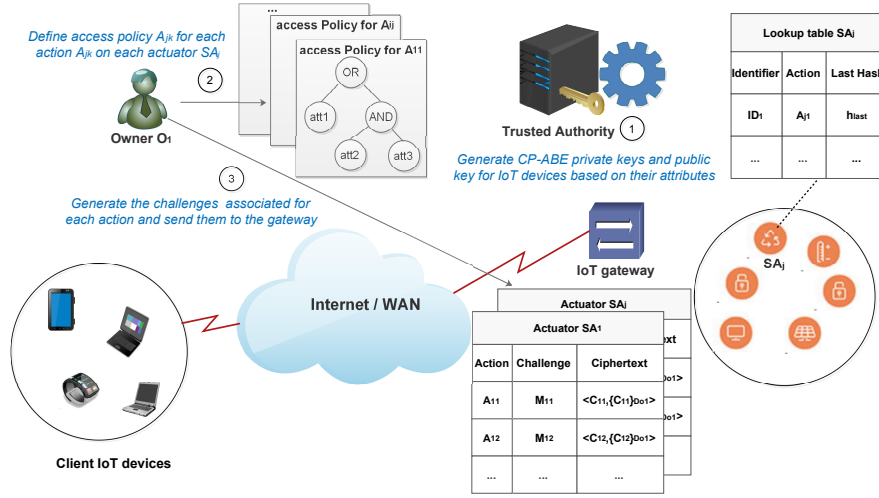 Define access policy Ajk for each
action Ajk on each actuator SAj
2
Owner O1
...
access Policy for Aij
access Policy for A11
OR
att1
AND
att2
att3
Trusted Authority
1
Generate CP-ABE private keys and public
key for IoT devices based on their attributes
Lookup table SAj
Identifier Action Last Hash
ID1 Aj1 hlast
... ... ...
3
Generate the challenges associated for
each action and send them to the gateway
IoT gateway
SAj
Internet / WAN
Client IoT devices
Actuator SAj
Actuator SA1
Action Challenge Ciphertext
A11 M11 <C11,{C11}Do1>
A12 M12 <C12,{C12}Do1>
... ... ...